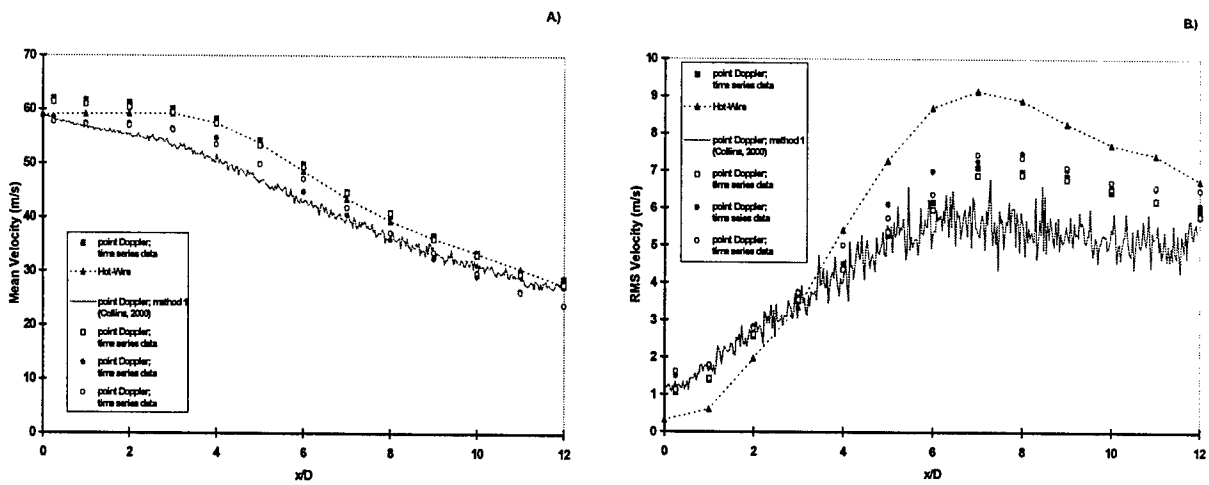 A.)
70
60
50
40
30
20
10
0
Mean Velocity (m/s)
point Doppler;
time series data
Hot-Wire
point Doppler; method 1
(Collins, 2000)
point Doppler;
time series data
point Doppler;
time series data
point Doppler;
time series data
0 2 4 6 8 10 12
x/D
B.)
10
9
8
7
6
5
4
3
2
1
0
RMS Velocity (m/s)
point Doppler;
time series data
Hot-Wire
point Doppler; method 1
(Collins, 2000)
point Doppler;
time series data
point Doppler;
time series data
point Doppler;
time series data
0 2 4 6 8 10 12
x/D